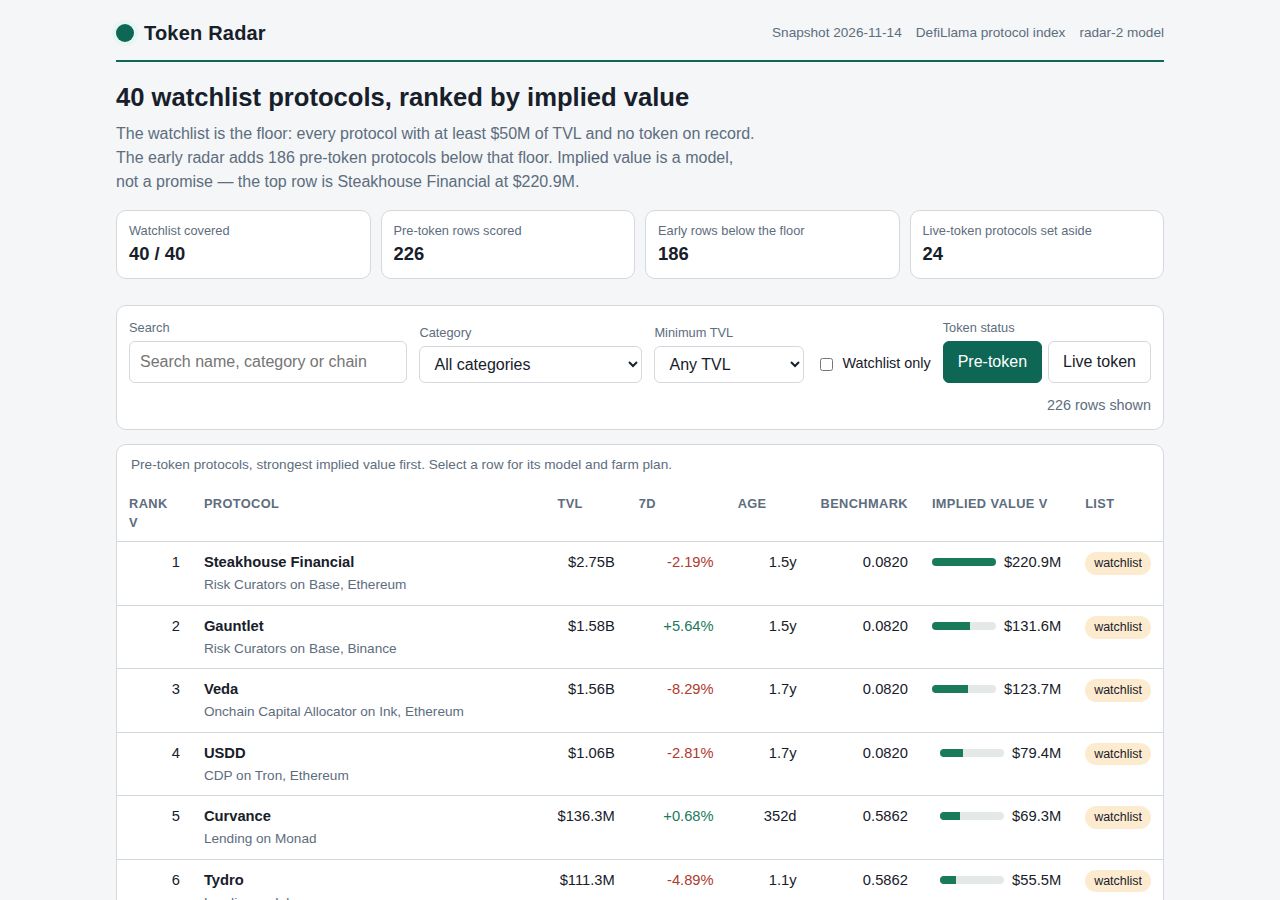 Token Radar
Snapshot 2026-11-14 DefiLlama protocol index radar-2 model
40 watchlist protocols, ranked by implied value
The watchlist is the floor: every protocol with at least $50M of TVL and no token on record.
The early radar adds 186 pre-token protocols below that floor. Implied value is a model,
not a promise — the top row is Steakhouse Financial at $220.9M.
Watchlist covered
40 / 40
Pre-token rows scored
226
Early rows below the floor
186
Live-token protocols set aside
24
Search
Search name, category or chain
Category
All categories
Minimum TVL
Any TVL
Watchlist only
Token status
Pre-token Live token
226 rows shown
Pre-token protocols, strongest implied value first. Select a row for its model and farm plan.
RANK V PROTOCOL TVL 7D AGE BENCHMARK IMPLIED VALUE V LIST
1 Steakhouse Financial $2.75B -2.19% 1.5y 0.0820 $220.9M watchlist
Risk Curators on Base, Ethereum
2 Gauntlet $1.58B +5.64% 1.5y 0.0820 $131.6M watchlist
Risk Curators on Base, Binance
3 Veda $1.56B -8.29% 1.7y 0.0820 $123.7M watchlist
Onchain Capital Allocator on Ink, Ethereum
4 USDD $1.06B -2.81% 1.7y 0.0820 $79.4M watchlist
CDP on Tron, Ethereum
5 Curvance $136.3M +0.68% 352d 0.5862 $69.3M watchlist
Lending on Monad
6 Tydro $111.3M -4.89% 1.1y 0.5862 $55.5M watchlist